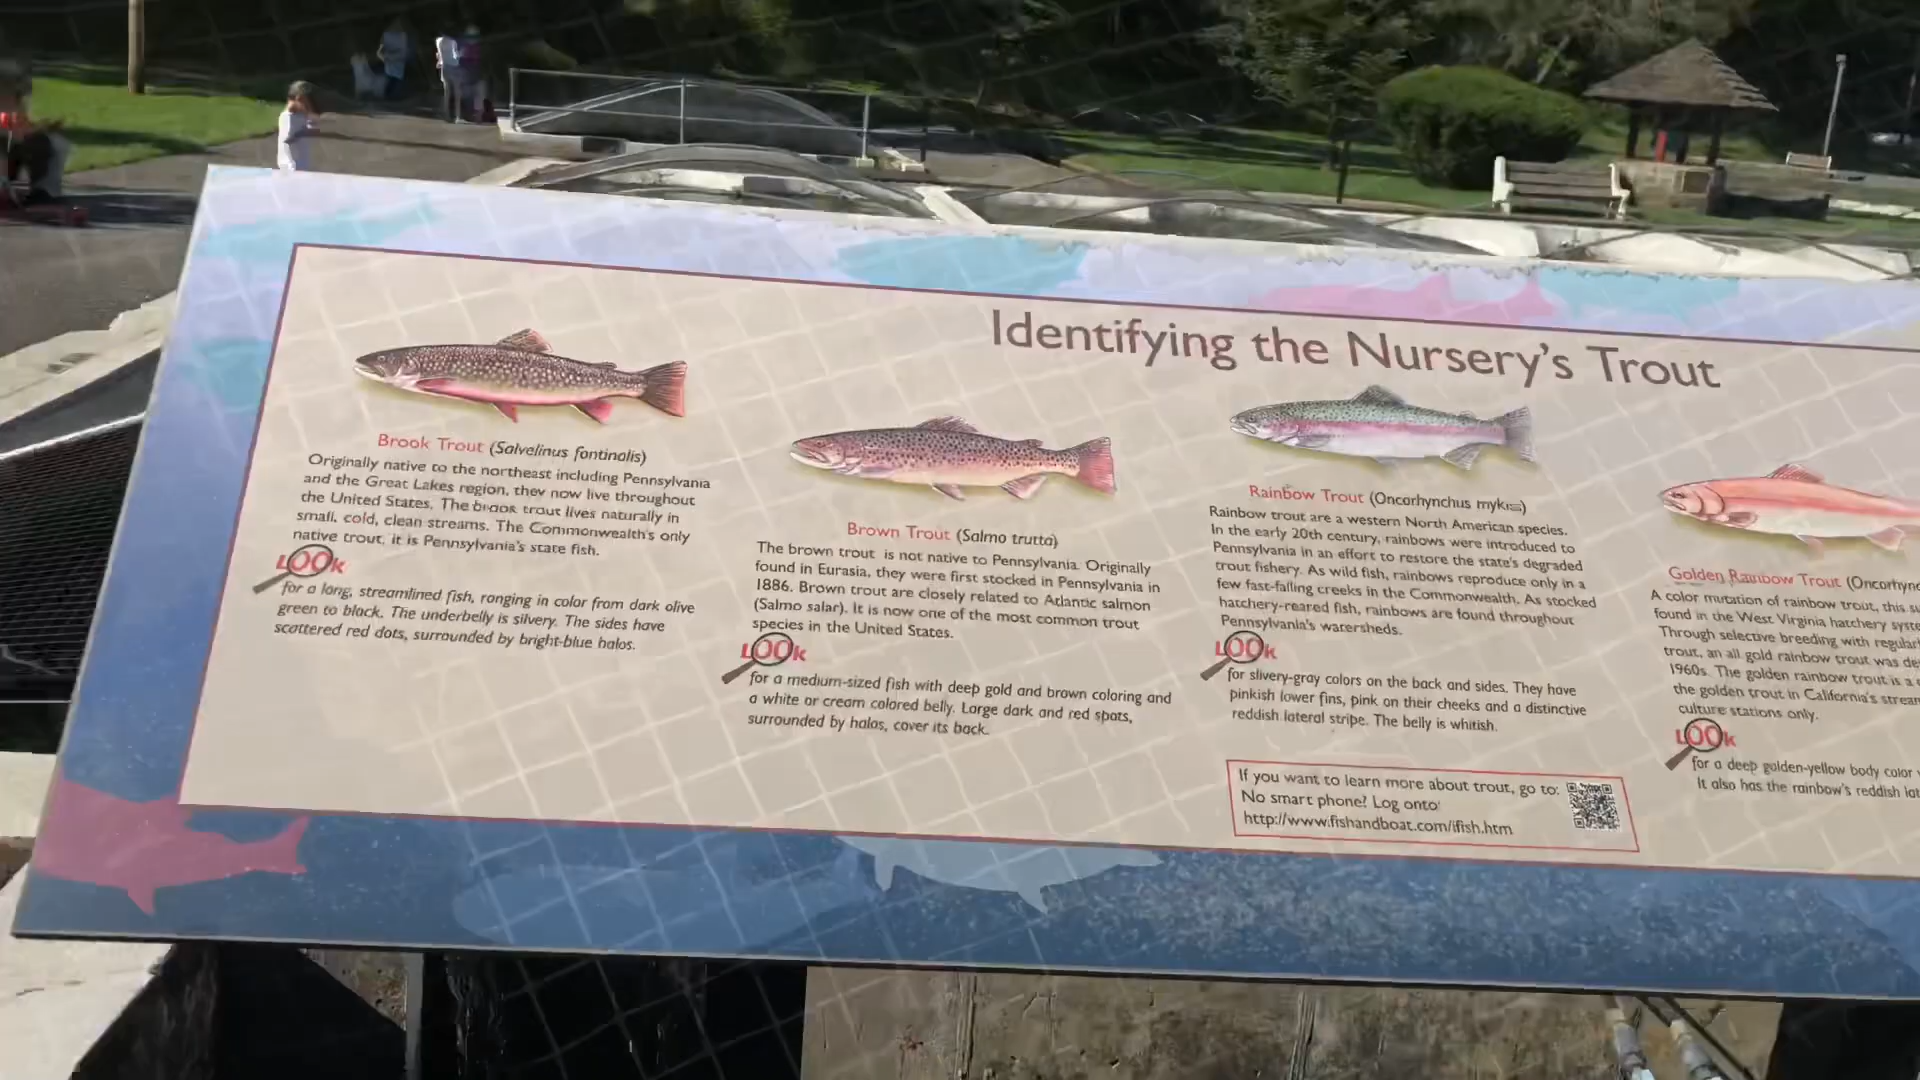 Identifying the Nursery's Trout
Brook Trout (Salvelinus fontinalis)
Originally native to the northeast including Pennsylvania
and the Great Lakes region, they now live throughout
the United States. The brook trout lives naturally in
small, cold, clean streams. The Commonwealth's only
native trout, it is Pennsylvania's state fish.
LOOk
for a long, streamlined fish, ranging in color from dark olive
green to black. The underbelly is silvery. The sides have
scattered red dots, surrounded by bright-blue halos.
Brown Trout (Salmo trutta)
The brown trout is not native to Pennsylvania. Originally
found in Eurasia, they were first stocked in Pennsylvania in
1886. Brown trout are closely related to Atlantic salmon
(Salmo salar). It is now one of the most common trout
species in the United States.
LOOk
for a medium-sized fish with deep gold and brown coloring and
a white or cream colored belly. Large dark and red spots,
surrounded by halos, cover its back.
Rainbow Trout (Oncorhynchus mykiss)
Rainbow trout are a western North American species.
In the early 20th century, rainbows were introduced to
Pennsylvania in an effort to restore the state's degraded
trout fishery. As wild fish, rainbows reproduce only in a
few fast-falling creeks in the Commonwealth. As stocked
hatchery-reared fish, rainbows are found throughout
Pennsylvania's watersheds.
LOOk
for slivery-gray colors on the back and sides. They have
pinkish lower fins, pink on their cheeks and a distinctive
reddish lateral stripe. The belly is whitish.
If you want to learn more about trout, go to:
No smart phone? Log onto:
http://www.fishandboat.com/ifish.htm
Golden Rainbow Trout (Oncorhync
A color mutation of rainbow trout, this su
found in the West Virginia hatchery syste
Through selective breeding with regular
trout, an all gold rainbow trout was de
1960s. The golden rainbow trout is a
the golden trout in California's stream
culture stations only.
LOOk
for a deep golden-yellow body color
It also has the rainbow's reddish lat